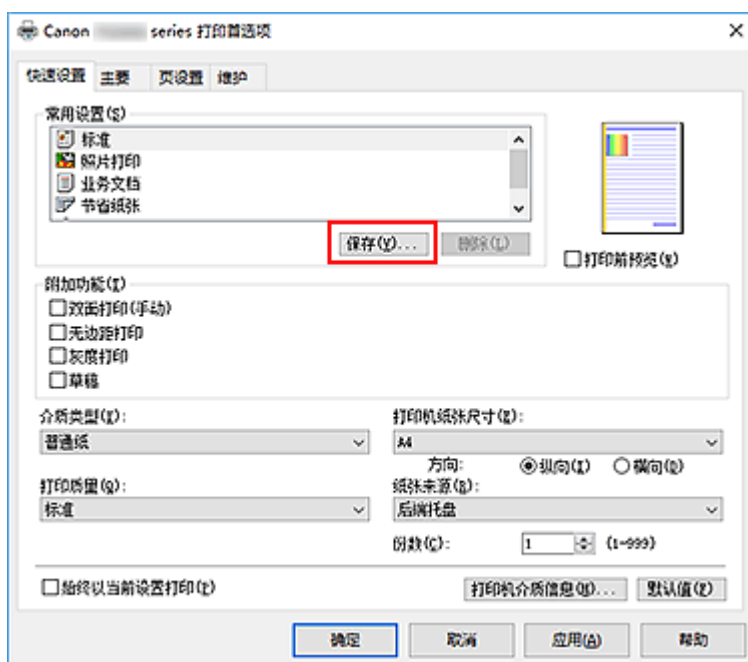 Canon series 打印首选项
快速设置 主要 页设置 维护
常用设置(S)
标准
照片打印
业务文档
节省纸张
保存(V)... 删除(L)
打印前预览(W)
附加功能(T)
双面打印(手动)
无边距打印
灰度打印
草稿
介质类型(Y): 打印机纸张尺寸(Z):
普通纸 A4
方向: 纵向(I) 横向(D)
打印质量(Q): 纸张来源(B):
标准 后端托盘
份数(C): 1 (1-999)
始终以当前设置打印(P)
打印机介质信息(M)... 默认值(F)
确定 取消 应用(A) 帮助